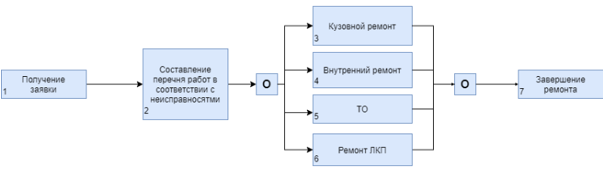 Получение
заявки
1
Составление
перечня работ в
соответствии с
неисправносятми
2
О
Кузовной ремонт
3
Внутренний ремонт
4
ТО
5
Ремонт ЛКП
6
О
Завершение
ремонта
7